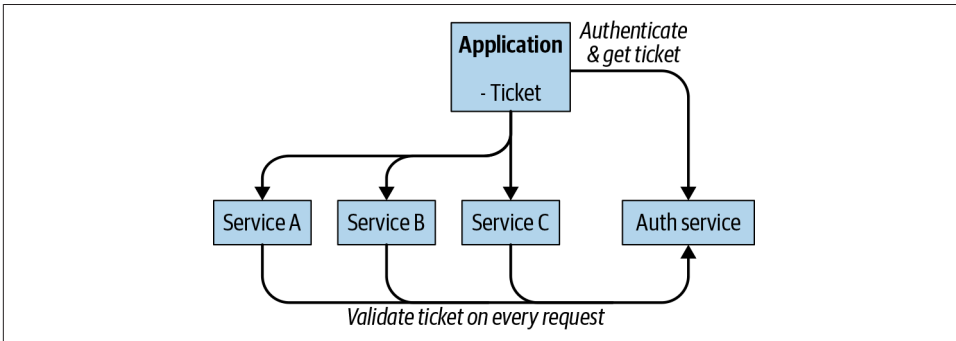 Application
- Ticket
Authenticate
& get ticket
Service A
Service B
Service C
Auth service
Validate ticket on every request